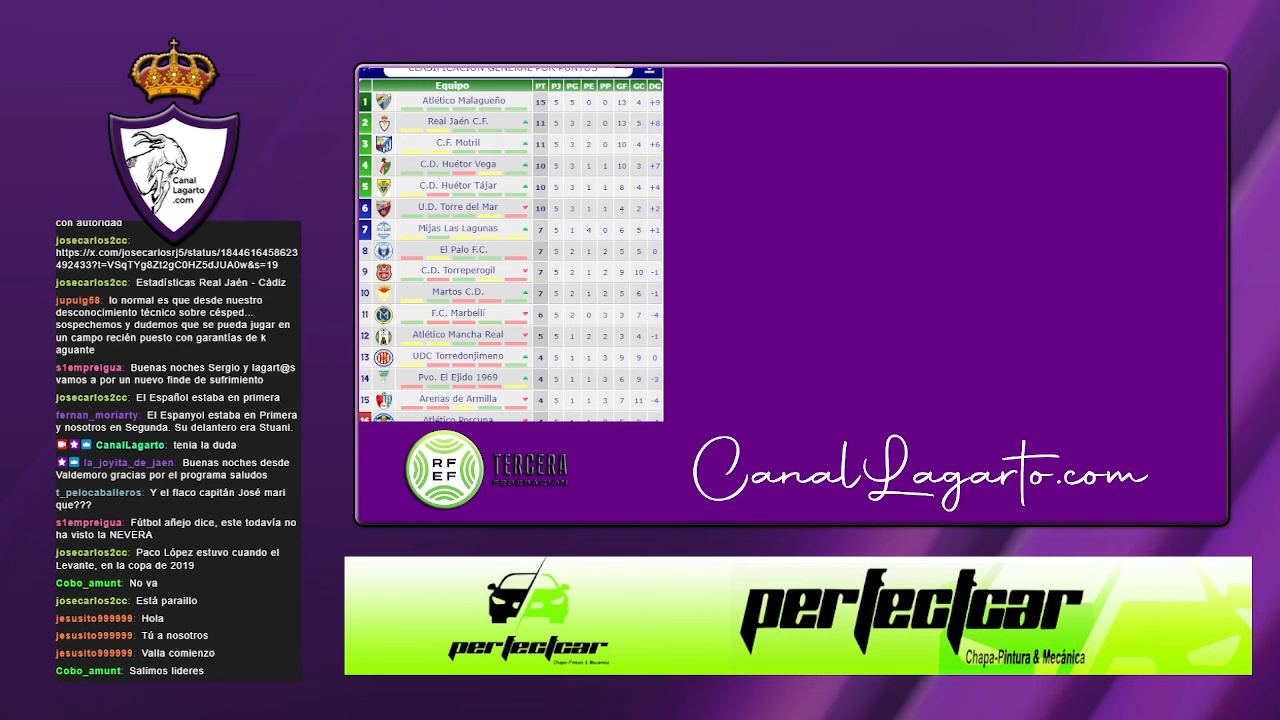 Canal
Lagarto
.com
con autoridad
josecarlos2cc:
https://x.com/josecarlosrj5/status/1844616458623
492433?t=VSqTYg8Zt2gC0HZ5dJUA0w&s=19
josecarlos2cc: Estadísticas Real Jaén - Cádiz
jupuig58: lo normal es que desde nuestro
desconocimiento técnico sobre césped...
sospechemos y dudemos que se pueda jugar en
un campo recién puesto con garantías de k
aguante
s1empreigua: Buenas noches Sergio y lagart@s
vamos a por un nuevo finde de sufrimiento
josecarlos2cc: El Español estaba en primera
fernan_moriarty: El Espanyol estaba en Primera
y nosotros en Segunda. Su delantero era Stuani.
CanalLagarto: tenia la duda
la_joyita_de_jaen: Buenas noches desde
Valdemoro gracias por el programa saludos
t_pelocaballeros: Y el flaco capitán José mari
que???
s1empreigua: Fútbol añejo dice, este todavía no
ha visto la NEVERA
josecarlos2cc: Paco López estuvo cuando el
Levante, en la copa de 2019
Cobo_amunt: No va
josecarlos2cc: Está paraillo
jesusito999999: Hola
jesusito999999: Tú a nosotros
jesusito999999: Valla comienzo
Cobo_amunt: Salimos lideres
CLASIFICACIÓN GENERAL POR PUNTOS
Equipo PT PJ PG PE PP GF GC DG
1 Atlético Malagueño 15 5 5 0 0 13 4 +9
2 Real Jaén C.F. 11 5 3 2 0 13 5 +8
3 C.F. Motril 11 5 3 2 0 10 4 +6
4 C.D. Huétor Vega 10 5 3 1 1 10 3 +7
5 C.D. Huétor Tájar 10 5 3 1 1 8 4 +4
6 U.D. Torre del Mar 10 5 3 1 1 4 2 +2
7 Mijas Las Lagunas 7 5 1 4 0 6 5 +1
8 El Palo F.C. 7 5 2 1 2 5 5 0
9 C.D. Torreperogil 7 5 2 1 2 9 10 -1
10 Martos C.D. 7 5 2 1 2 5 6 -1
11 F.C. Marbellí 6 5 2 0 3 3 7 -4
12 Atlético Mancha Real 5 5 1 2 2 3 4 -1
13 UDC Torredonjimeno 4 5 1 1 3 9 9 0
14 Pvo. El Ejido 1969 4 5 1 1 3 6 9 -3
15 Arenas de Armilla 4 5 1 1 3 7 11 -4
16 Atlético Porcuna
RF
EF
TERCERA
FEDERACIÓN
CanalLagarto.com
perfectcar
Chapa-Pintura & Mecánica
perfectcar
Chapa-Pintura & Mecánica